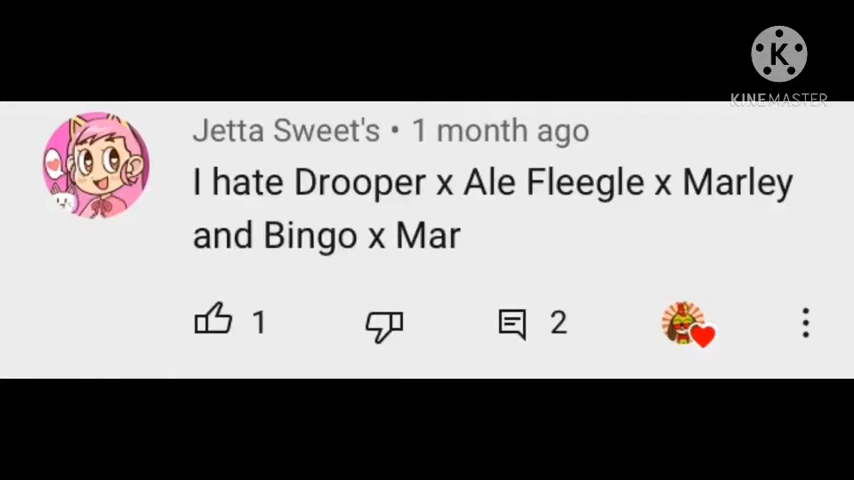 K
KINEMASTER
Jetta Sweet's • 1 month ago
I hate Drooper x Ale Fleegle x Marley
and Bingo x Mar
1
2